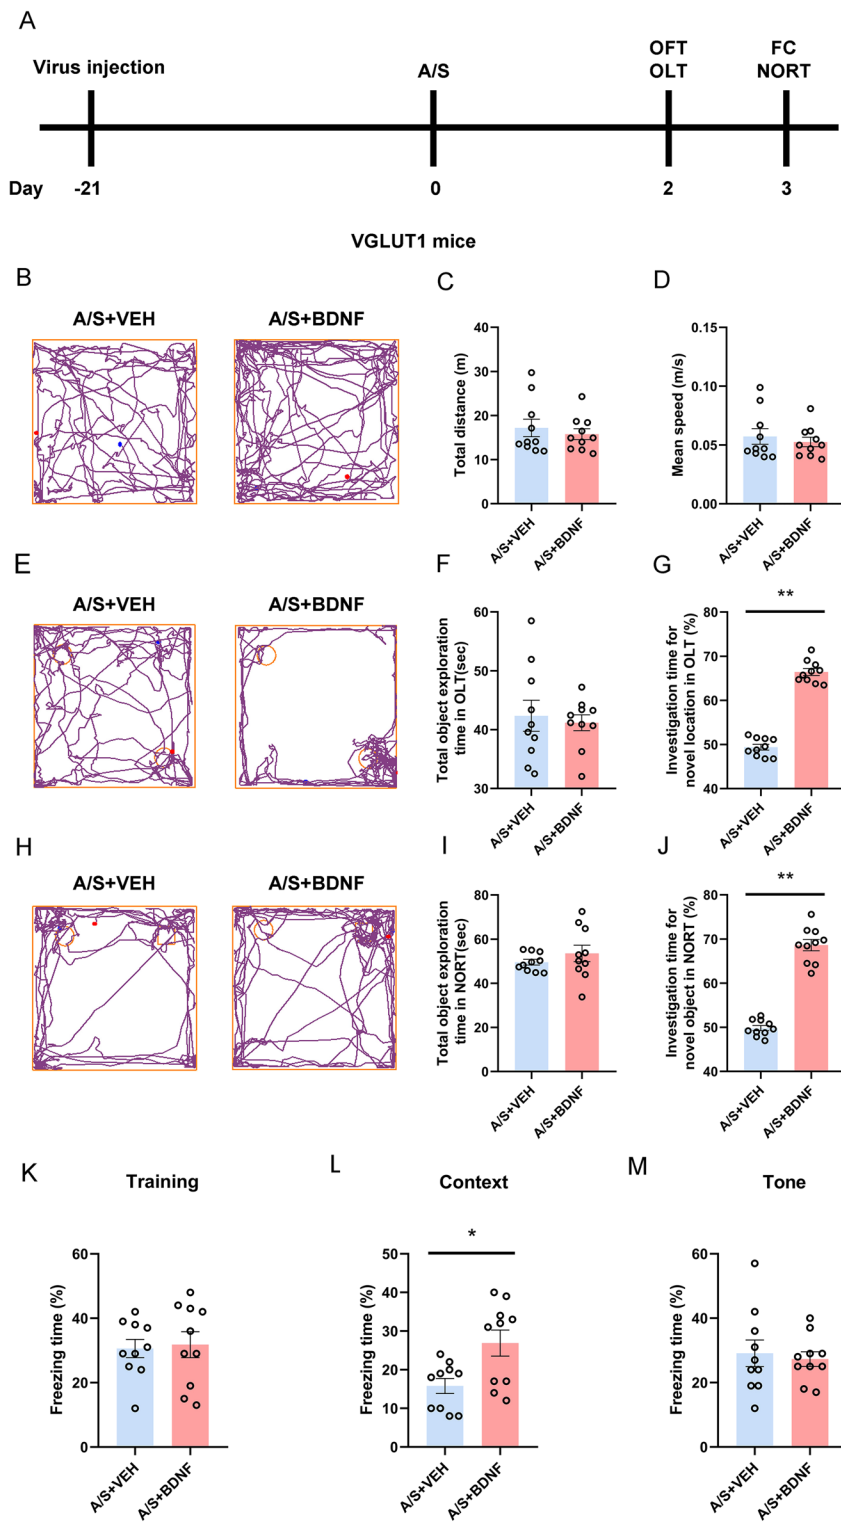 A
Virus injection
A/S
OFT
OLT
FC
NORT
Day
-21
0
2
3
VGLUT1 mice
B
A/S+VEH
A/S+BDNF
C
Total distance (m)
40
30
20
10
0
A/S+VEH
A/S+BDNF
D
Mean speed (m/s)
0.15
0.10
0.05
0.00
A/S+VEH
A/S+BDNF
E
A/S+VEH
A/S+BDNF
F
Total object exploration
time in OLT(sec)
60
50
40
30
A/S+VEH
A/S+BDNF
G
Investigation time for
novel location in OLT (%)
80
70
60
50
40
**
A/S+VEH
A/S+BDNF
H
A/S+VEH
A/S+BDNF
I
Total object exploration
time in NORT(sec)
80
60
40
20
0
A/S+VEH
A/S+BDNF
J
Investigation time for
novel object in NORT (%)
80
70
60
50
40
**
A/S+VEH
A/S+BDNF
K
Training
Freezing time (%)
60
40
20
0
A/S+VEH
A/S+BDNF
L
Context
Freezing time (%)
50
40
30
20
10
0
*
A/S+VEH
A/S+BDNF
M
Tone
Freezing time (%)
60
40
20
0
A/S+VEH
A/S+BDNF